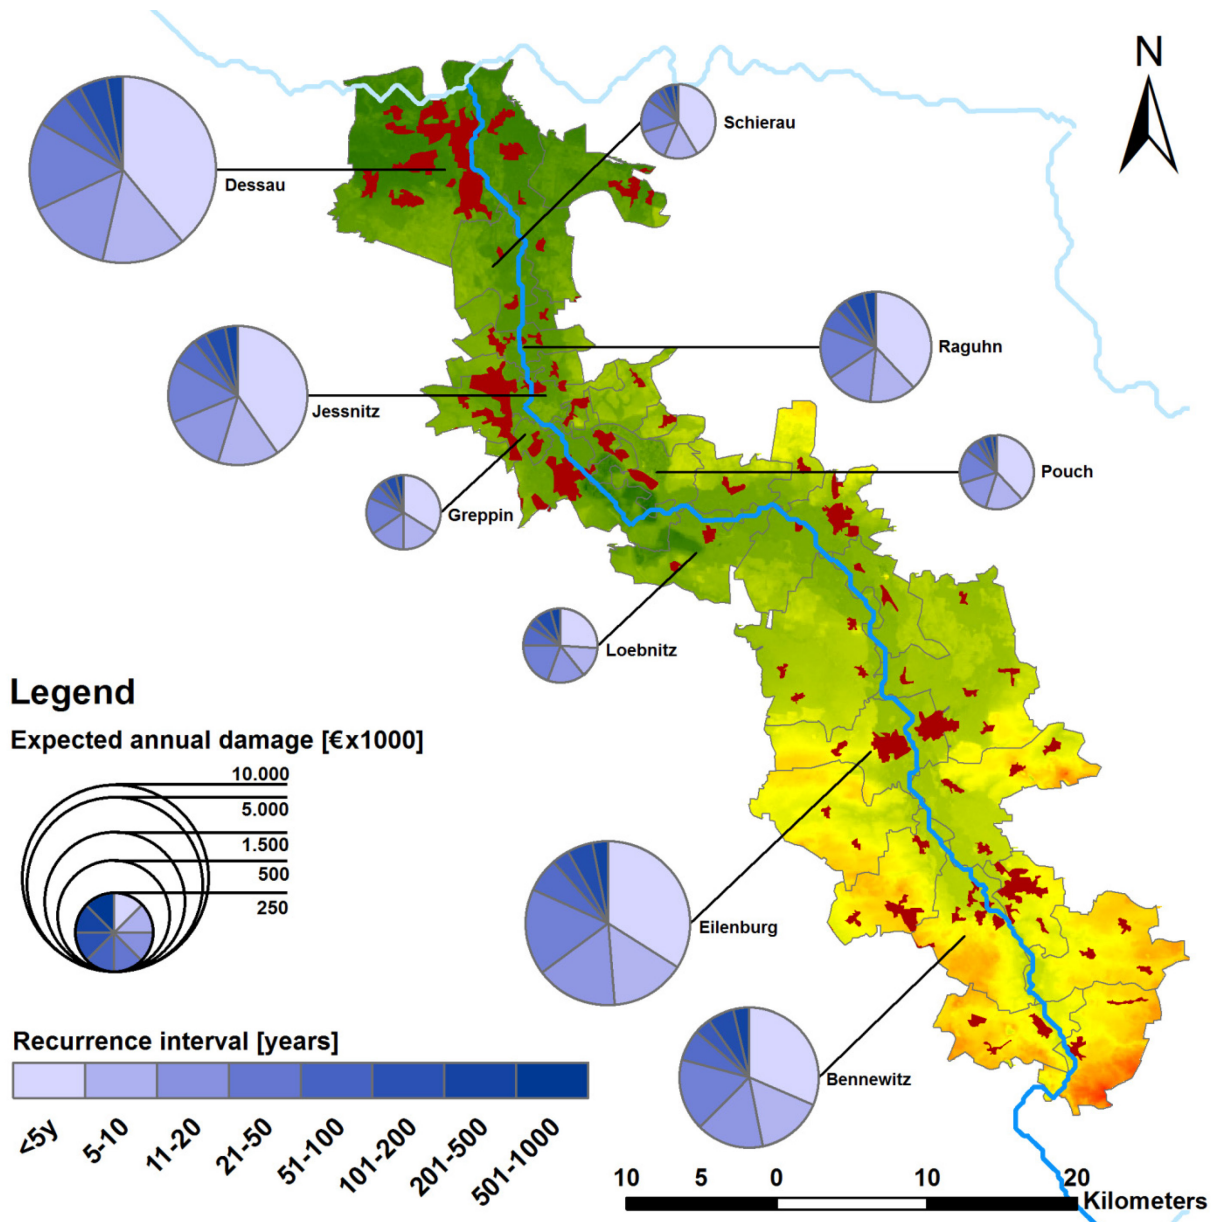 N
Schierau
Dessau
Raguhn
Jessnitz
Pouch
Greppin
Loebnitz
Legend
Expected annual damage [€x1000]
10.000
5.000
1.500
500
250
Eilenburg
Recurrence interval [years]
Bennewitz
<5y
5-10
11-20
21-50
51-100
101-200
201-500
501-1000
10 5 0 10 20 Kilometers